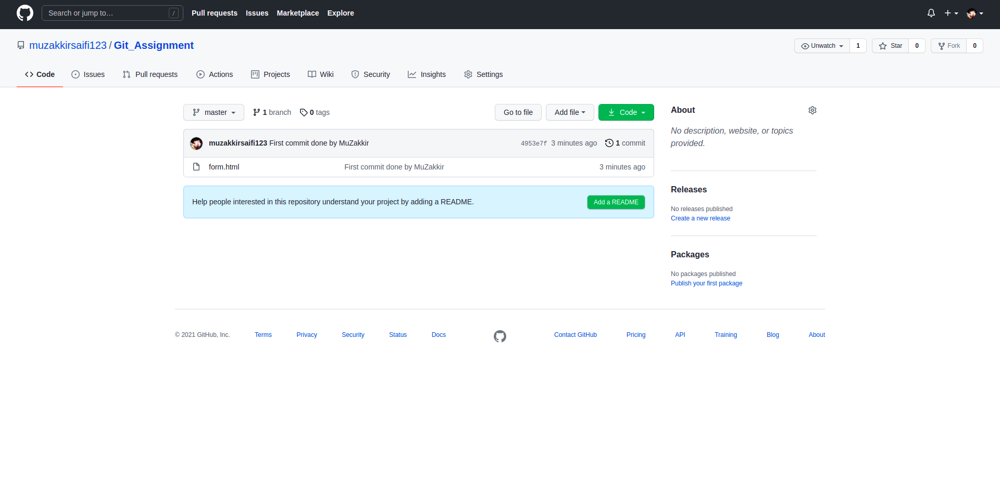 Search or jump to… / Pull requests Issues Marketplace Explore
muzakkirsaifi123 / Git_Assignment Unwatch 1 Star 0 Fork 0
Code Issues Pull requests Actions Projects Wiki Security Insights Settings
master 1 branch 0 tags Go to file Add file Code
muzakkirsaifi123 First commit done by MuZakkir 4953e7f 3 minutes ago 1 commit
form.html First commit done by MuZakkir 3 minutes ago
Help people interested in this repository understand your project by adding a README. Add a README
About
No description, website, or topics
provided.
Releases
No releases published
Create a new release
Packages
No packages published
Publish your first package
© 2021 GitHub, Inc. Terms Privacy Security Status Docs Contact GitHub Pricing API Training Blog About